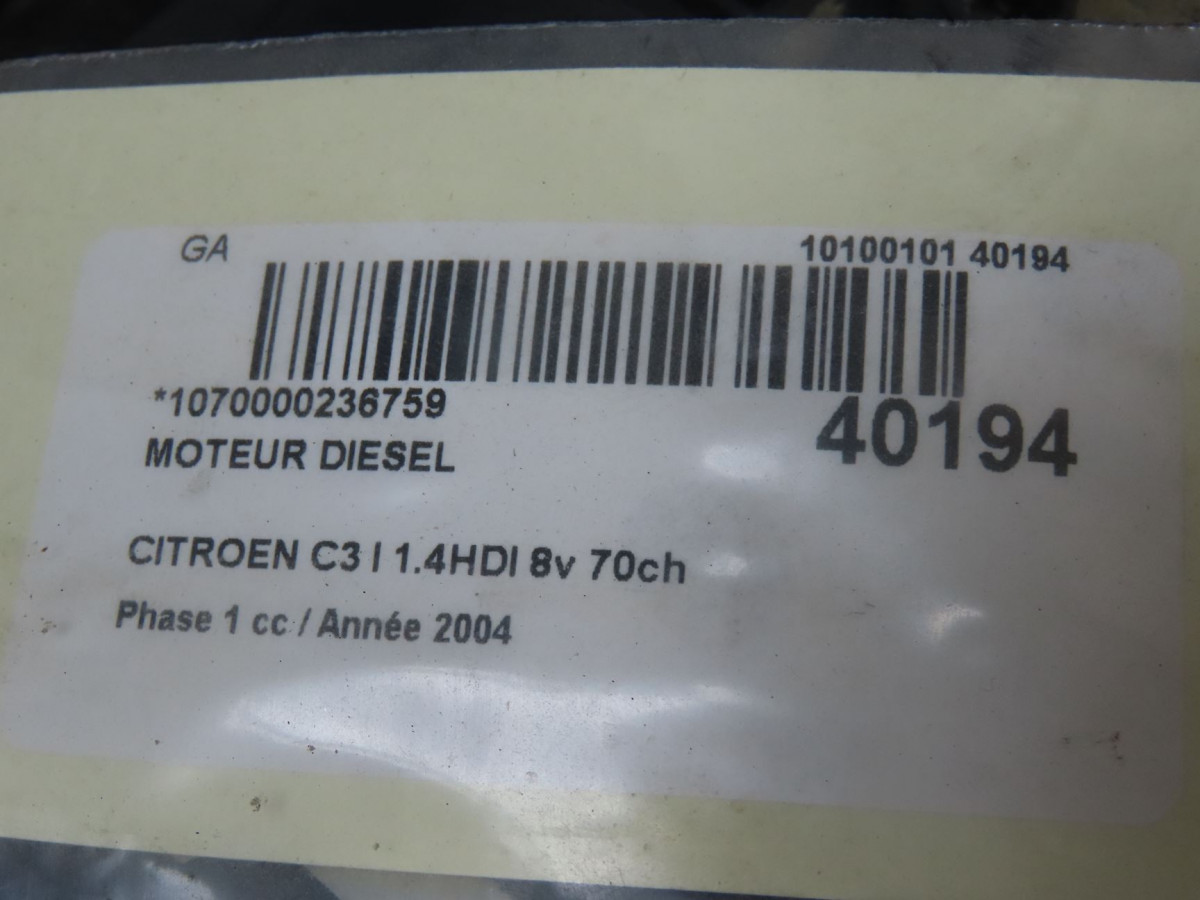 GA 10100101 40194
*1070000236759
40194
MOTEUR DIESEL
CITROEN C3 I 1.4HDI 8v 70ch
Phase 1 cc / Année 2004